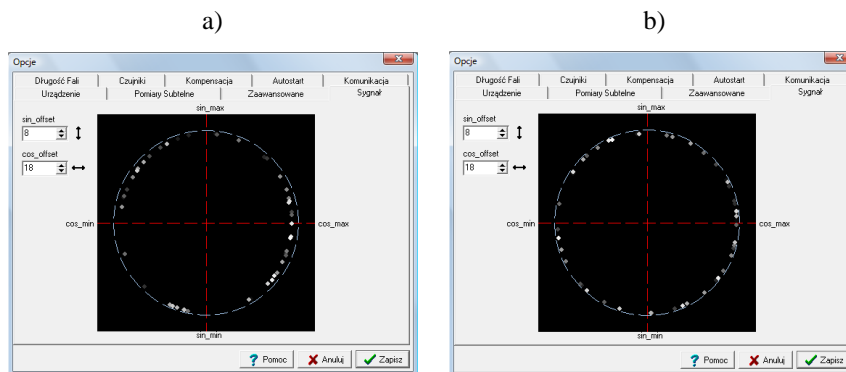 a)
Opcje
Długość Fali Czujniki Kompensacja Autostart Komunikacja
Urządzenie Pomiary Subtelne Zaawansowane Sygnał
sin_max
sin_offset
8
cos_offset
18
cos_min
cos_max
sin_min
Pomoc Anuluj Zapisz
b)
Opcje
Długość Fali Czujniki Kompensacja Autostart Komunikacja
Urządzenie Pomiary Subtelne Zaawansowane Sygnał
sin_max
sin_offset
8
cos_offset
18
cos_min
cos_max
sin_min
Pomoc Anuluj Zapisz